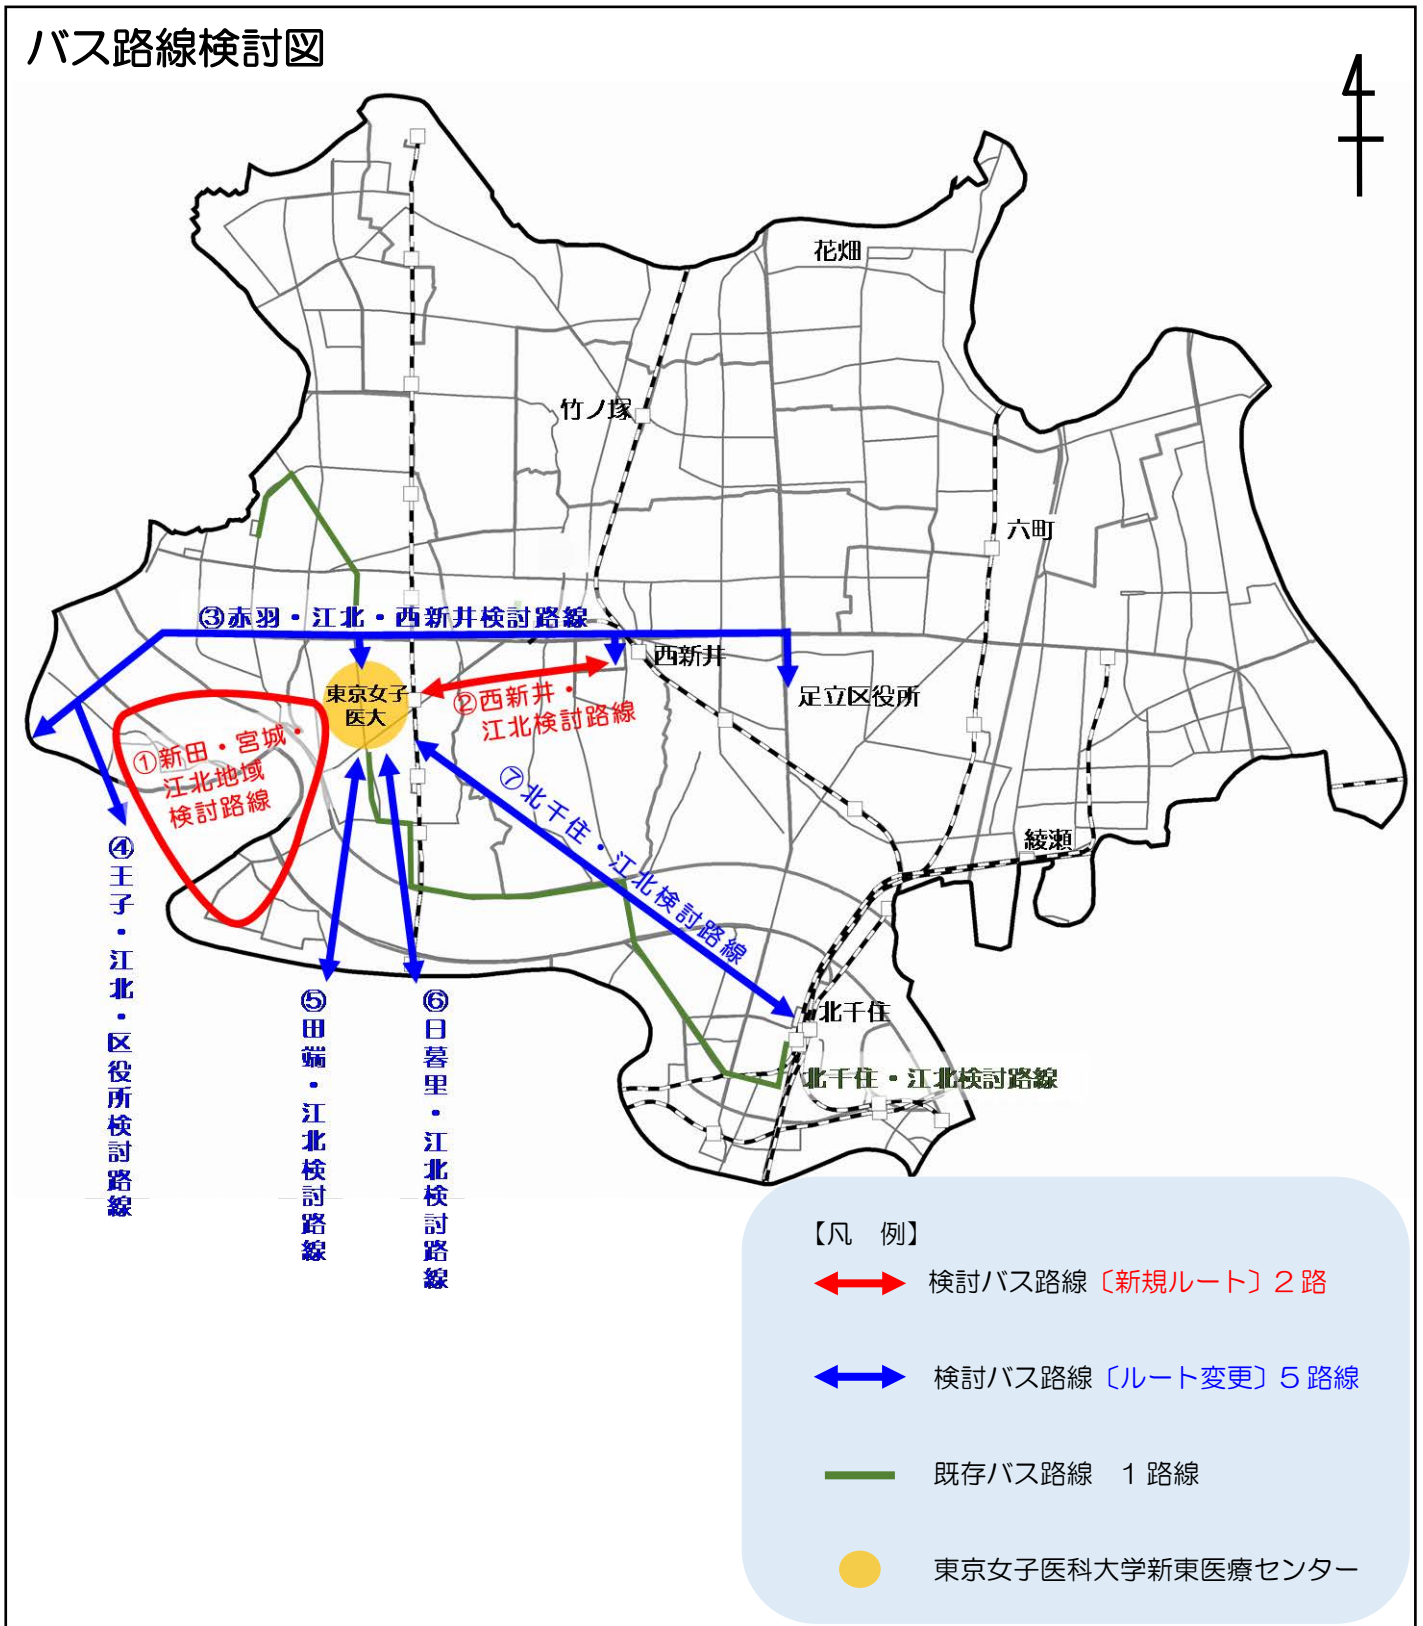 バス路線検討図
花畑
竹ノ塚
六町
③赤羽・江北・西新井検討路線
西新井
足立区役所
東京女子
医大
②西新井・
江北検討路線
①新田・宮城・
江北地域
検討路線
⑦北千住・江北検討路線
綾瀬
④王子・江北・区役所検討路線
⑤田端・江北検討路線
⑥日暮里・江北検討路線
北千住
北千住・江北検討路線
【凡　例】
検討バス路線〔新規ルート〕２路
検討バス路線〔ルート変更〕５路線
既存バス路線　１路線
東京女子医科大学新東医療センター